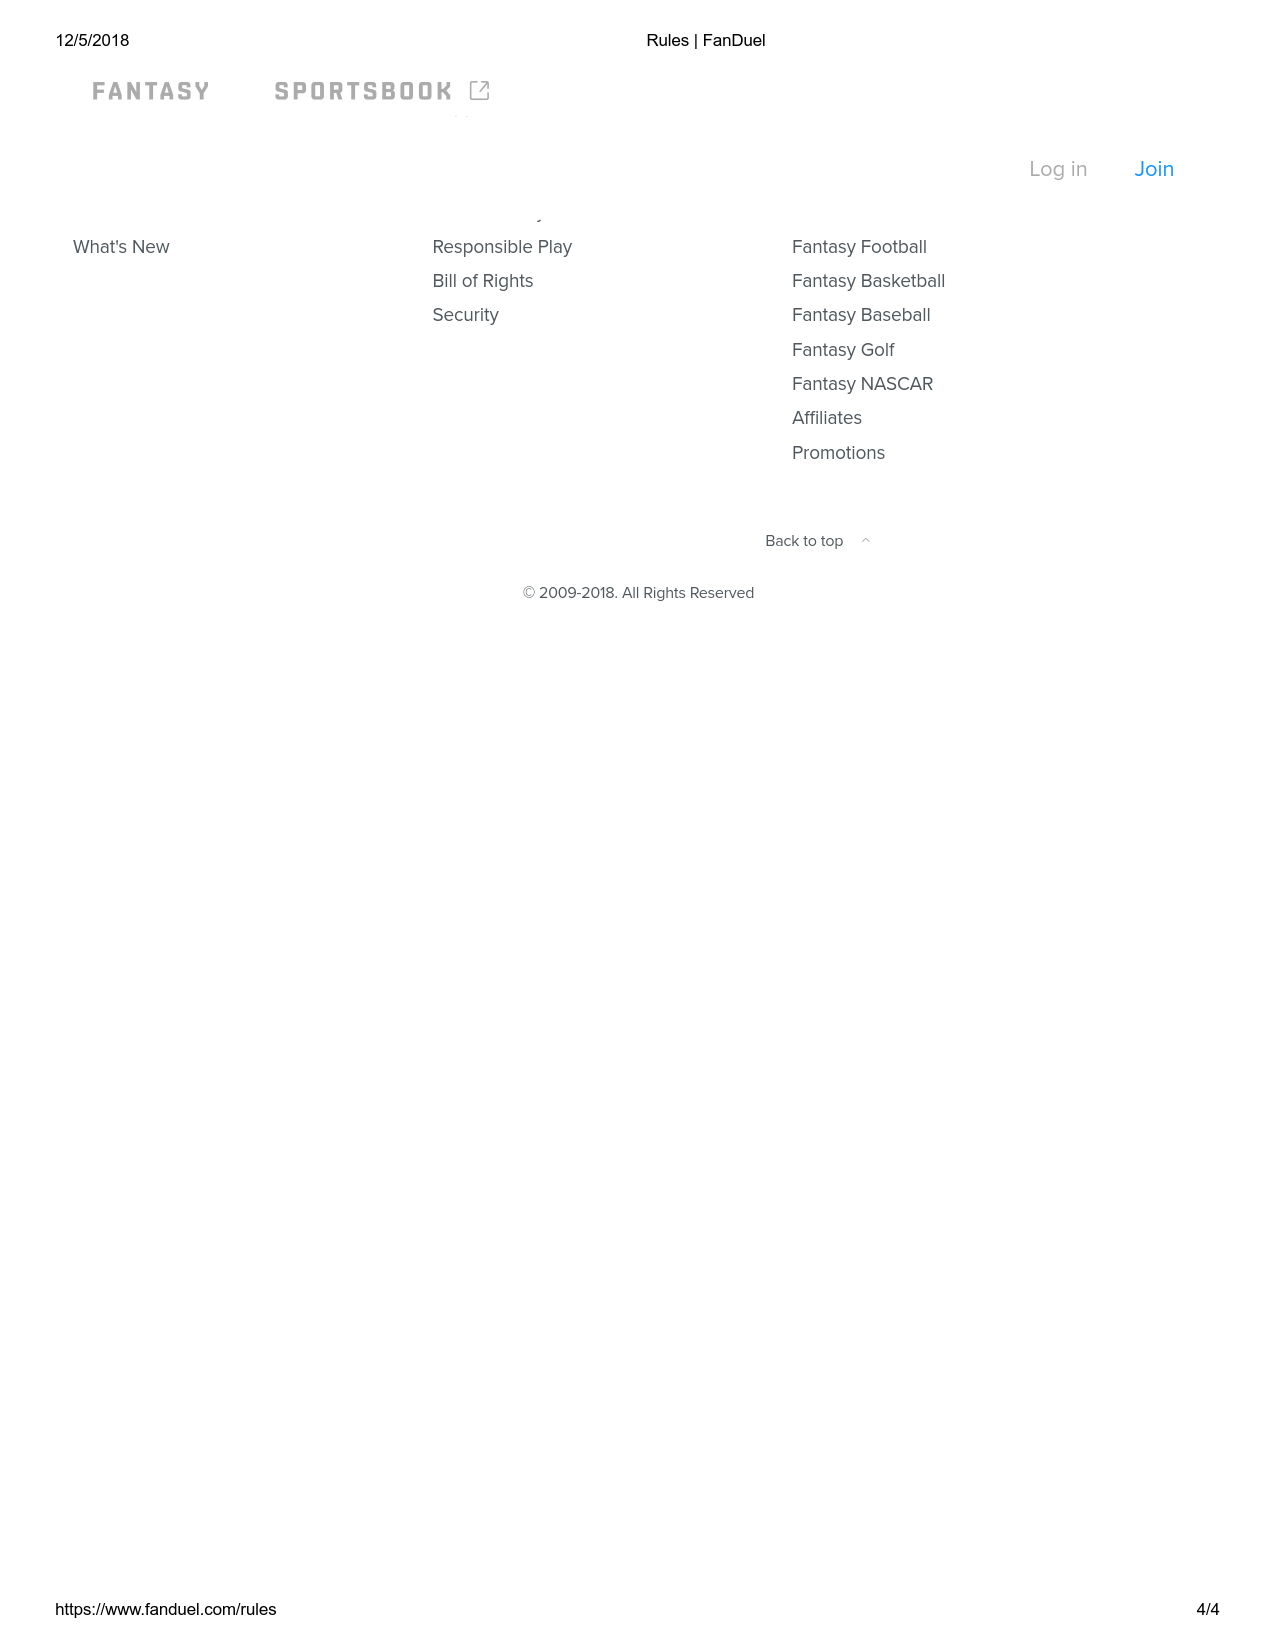 12/5/2018 Rules | FanDuel
FANTASY SPORTSBOOK
Log in Join
What's New Responsible Play Fantasy Football
Bill of Rights Fantasy Basketball
Security Fantasy Baseball
Fantasy Golf
Fantasy NASCAR
Affiliates
Promotions
Back to top
© 2009-2018. All Rights Reserved
https://www.fanduel.com/rules 4/4